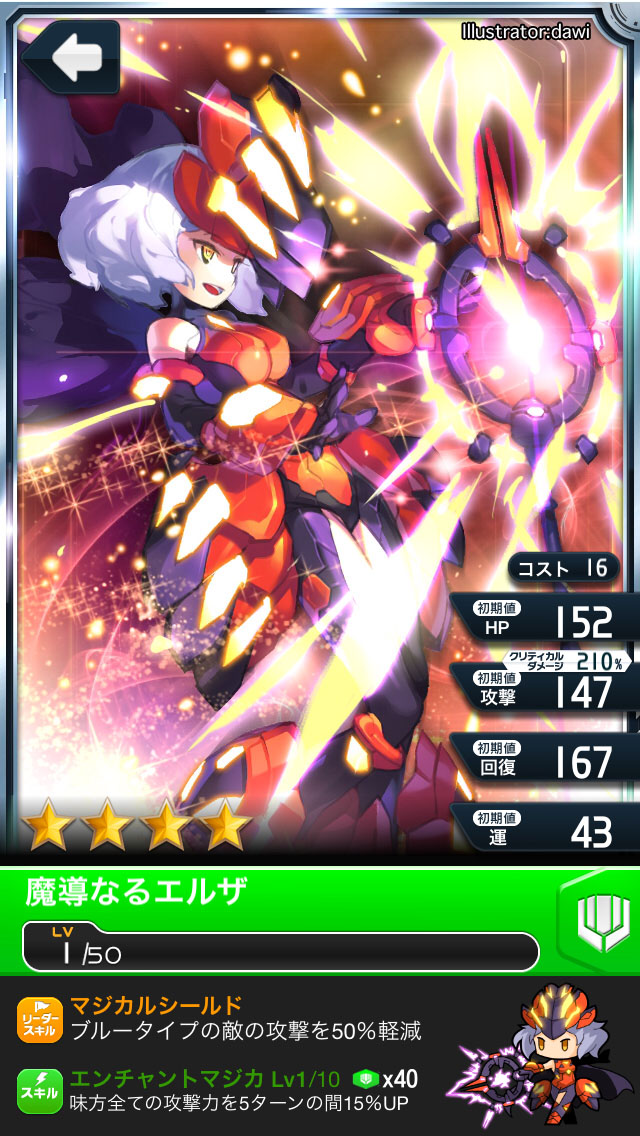 Illustrator:dawi
コスト 16
初期値
HP 152
クリティカル
ダメージ 210%
初期値
攻撃 147
初期値
回復 167
初期値
運 43
魔導なるエルザ
LV
1/50
リーダー
スキル
マジカルシールド
ブルータイプの敵の攻撃を50%軽減
スキル
エンチャントマジカ Lv1/10 x40
味方全ての攻撃力を5ターンの間15%UP